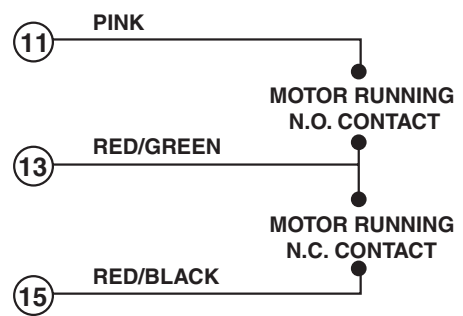 PINK
11
MOTOR RUNNING
N.O. CONTACT
RED/GREEN
13
MOTOR RUNNING
N.C. CONTACT
RED/BLACK
15